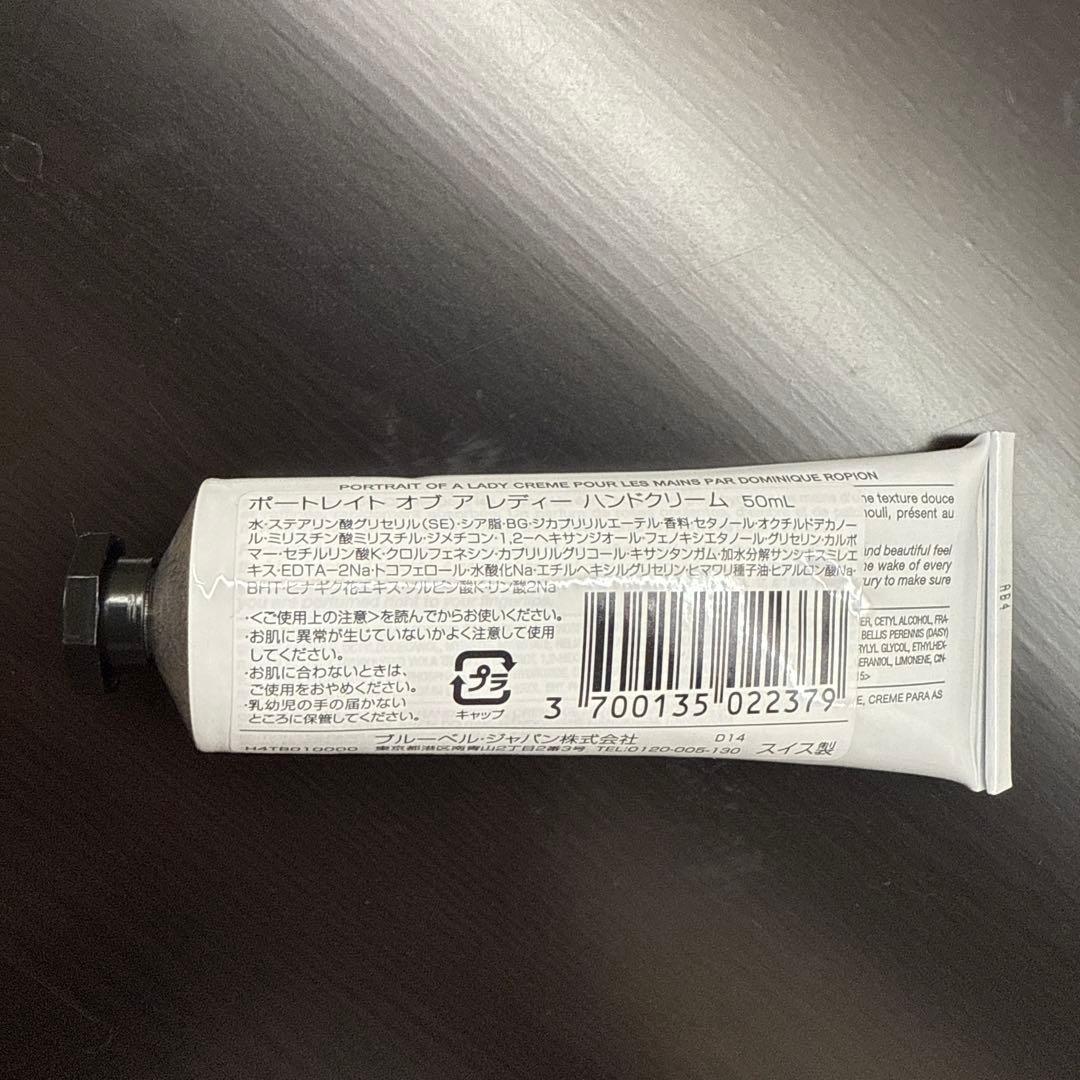 PORTRAIT OF A LADY CREME POUR LES MAINS PAR DOMINIQUE ROPION
ポートレイト オブ ア レディー ハンドクリーム 50mL
水・ステアリン酸グリセリル(SE)・シア脂・BG・ジカプリリルエーテル・香料・セタノール・オクチルドデカノー
ル・ミリスチン酸ミリスチル・ジメチコン・1,2-ヘキサンジオール・フェノキシエタノール・グリセリン・カルボ
マー・セチルリン酸K・クロルフェネシン・カプリリルグリコール・キサンタンガム・加水分解サンシキスミレエ
キス・EDTA-2Na・トコフェロール・水酸化Na・エチルヘキシルグリセリン・ヒマワリ種子油・ヒアルロン酸Na・
BHT・ヒナギク花エキス・ソルビン酸K・リン酸2Na
・<ご使用上の注意>を読んでからお使いください。
・お肌に異常が生じていないかよく注意して使用
してください。
・お肌に合わないときは、
ご使用をおやめください。
・乳幼児の手の届かない
ところに保管してください。
プラ
キャップ
3 700135 022379
ブルーベル・ジャパン株式会社 D14
H4TB010000 東京都港区南青山2丁目2番3号 TEL:0120-005-130 スイス製
ne texture douce
houli, présent au
and beautiful feel
he wake of every
ury to make sure
ER, CETYL ALCOHOL, FRA-
BELLIS PERENNIS (DAISY)
RYLYL GLYCOL, ETHYLHEX-
ERANIOL, LIMONENE, CIN-
15>
E, CREME PARA AS